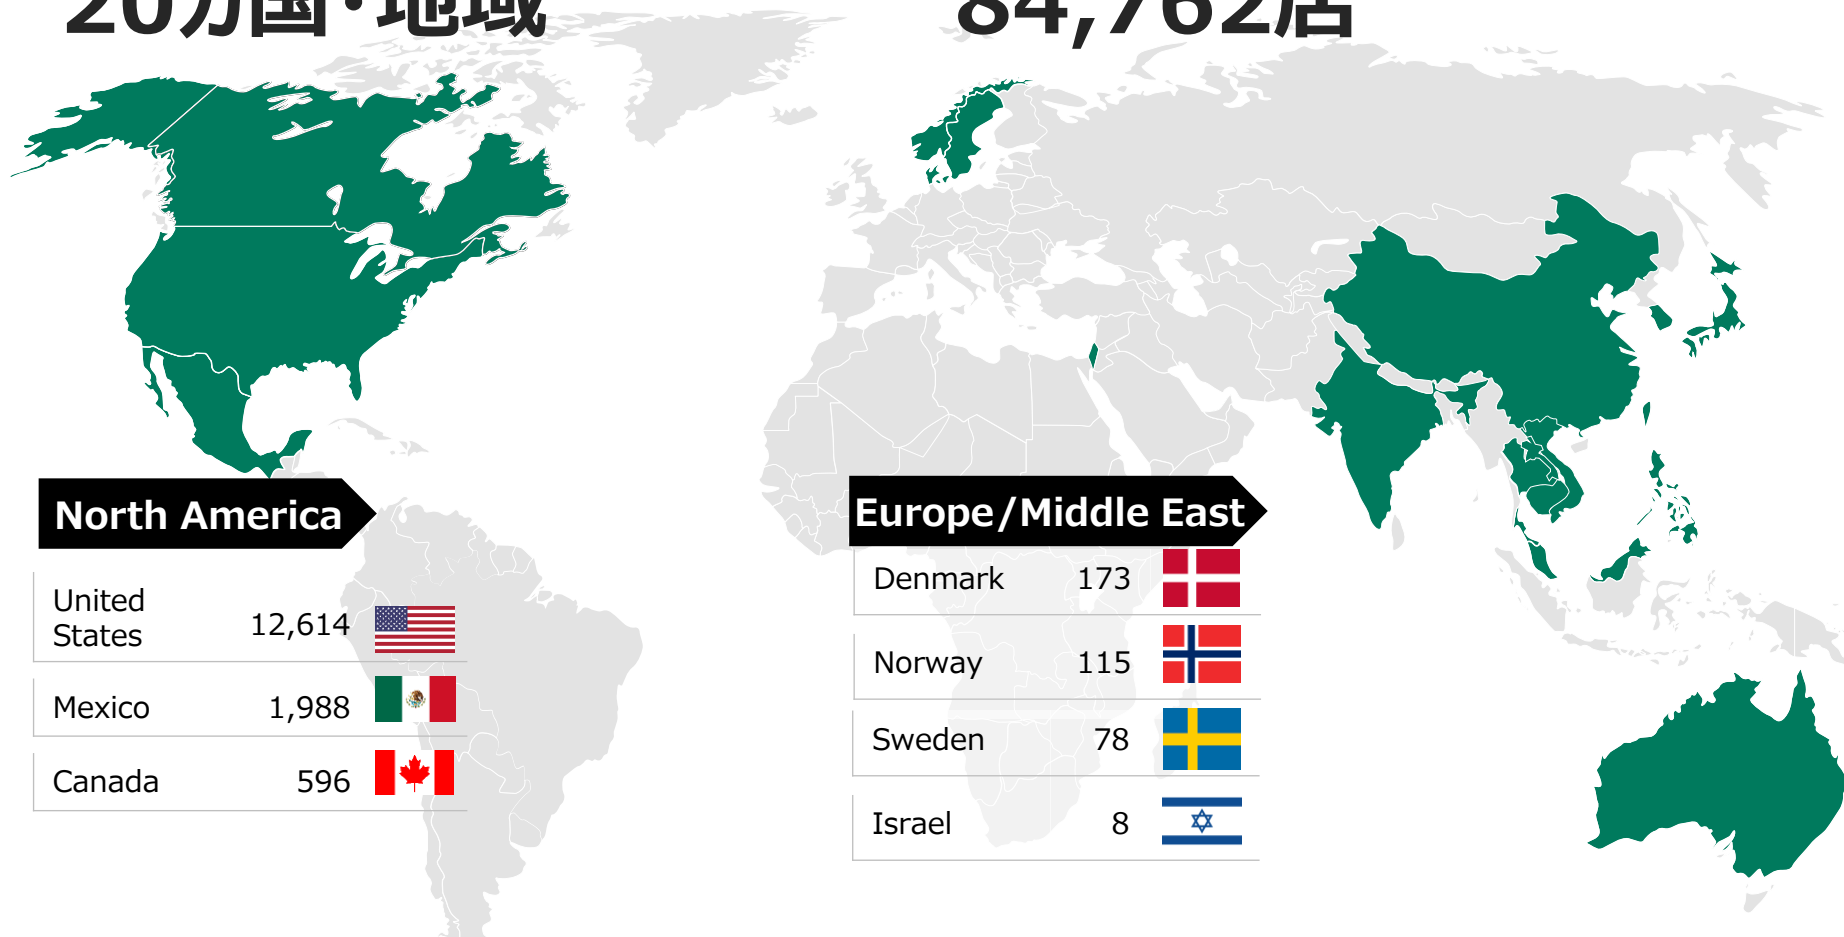 20カ国・地域
84,762店
North America
United
States 12,614
Mexico 1,988
Canada 596
Europe/Middle East
Denmark 173
Norway 115
Sweden 78
Israel 8